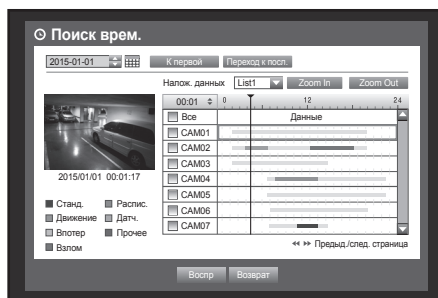 Поиск врем.
2015-01-01 К первой Переход к посл.
Налож. данных List1 Zoom In Zoom Out
00:01 0 12 24
Все Данные
CAM01
CAM02
CAM03
CAM04
CAM05
CAM06
CAM07
2015/01/01 00:01:17
Станд. Распис.
Движение Датч.
Впотер Прочее
Взлом
Предыд./след. страница
Воспр Возврат